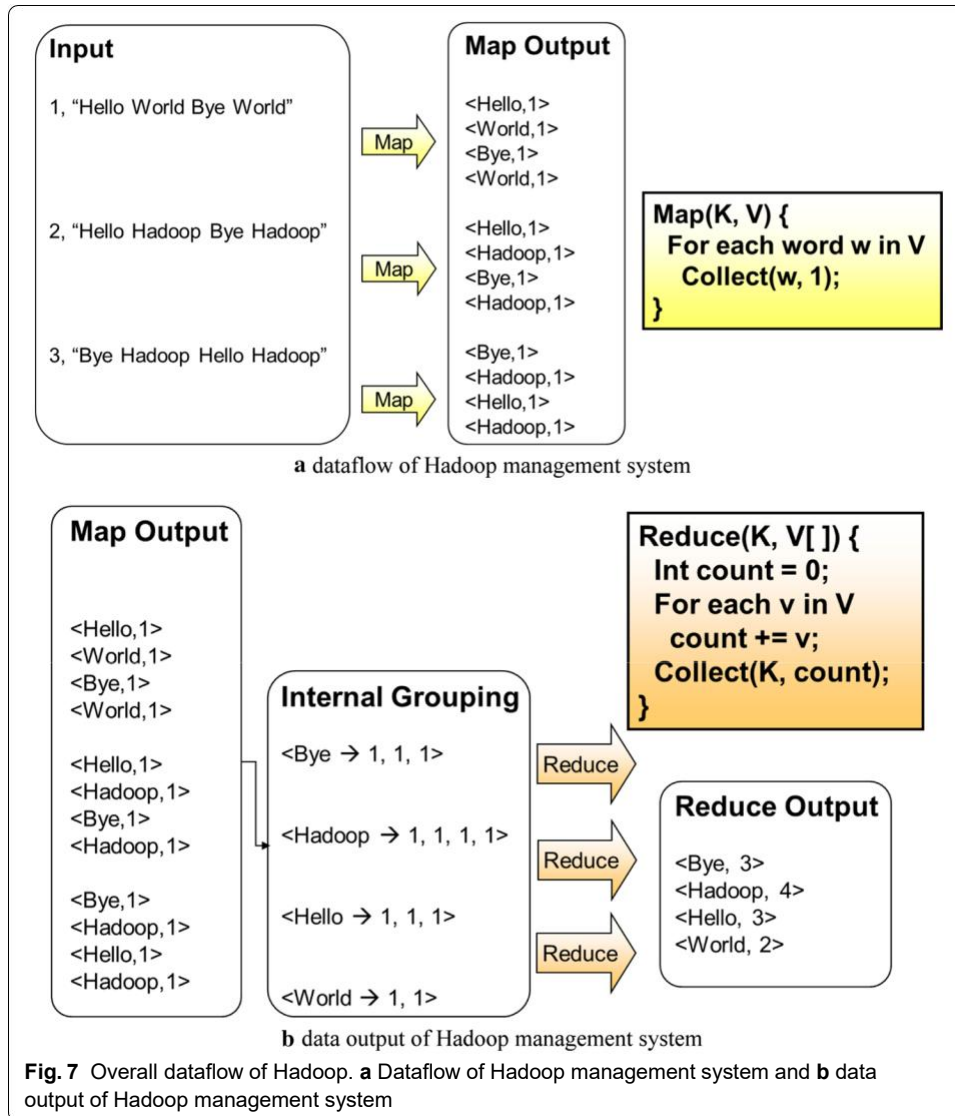 Input
1, “Hello World Bye World”
2, “Hello Hadoop Bye Hadoop”
3, “Bye Hadoop Hello Hadoop”
Map
Map
Map
Map Output
<Hello,1>
<World,1>
<Bye,1>
<World,1>
<Hello,1>
<Hadoop,1>
<Bye,1>
<Hadoop,1>
<Bye,1>
<Hadoop,1>
<Hello,1>
<Hadoop,1>
Map(K, V) {
For each word w in V
Collect(w, 1);
}
a dataflow of Hadoop management system
Map Output
<Hello,1>
<World,1>
<Bye,1>
<World,1>
<Hello,1>
<Hadoop,1>
<Bye,1>
<Hadoop,1>
<Bye,1>
<Hadoop,1>
<Hello,1>
<Hadoop,1>
Internal Grouping
<Bye → 1, 1, 1>
<Hadoop → 1, 1, 1, 1>
<Hello → 1, 1, 1>
<World → 1, 1>
Reduce
Reduce
Reduce
Reduce(K, V[ ]) {
Int count = 0;
For each v in V
count += v;
Collect(K, count);
}
Reduce Output
<Bye, 3>
<Hadoop, 4>
<Hello, 3>
<World, 2>
b data output of Hadoop management system
Fig. 7 Overall dataflow of Hadoop. a Dataflow of Hadoop management system and b data
output of Hadoop management system